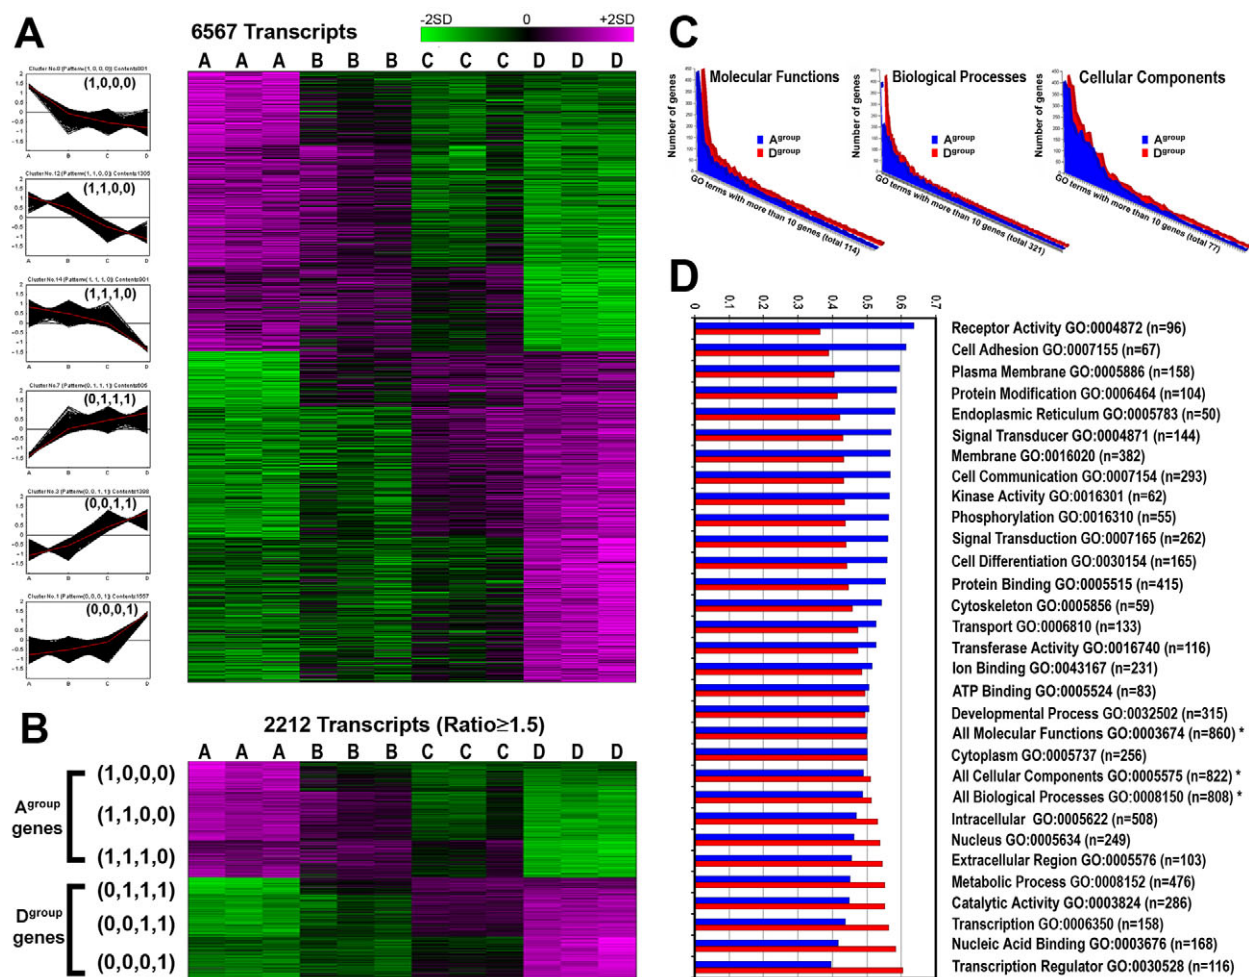 A
6567 Transcripts
-2SD 0 +2SD
A A A B B B C C C D D D
(1,0,0,0)
A B C D
(1,1,0,0)
A B C D
(1,1,1,0)
A B C D
(0,1,1,1)
A B C D
(0,0,1,1)
A B C D
(0,0,0,1)
A B C D
B
2212 Transcripts (Ratio≥1.5)
A A A B B B C C C D D D
Agroup genes
(1,0,0,0)
(1,1,0,0)
(1,1,1,0)
Dgroup genes
(0,1,1,1)
(0,0,1,1)
(0,0,0,1)
C
Number of genes
Molecular Functions
Agroup
Dgroup
GO terms with more than 10 genes (total 114)
Number of genes
Biological Processes
Agroup
Dgroup
GO terms with more than 10 genes (total 321)
Number of genes
Cellular Components
Agroup
Dgroup
GO terms with more than 10 genes (total 77)
D
0 0.1 0.2 0.3 0.4 0.5 0.6 0.7
Receptor Activity GO:0004872 (n=96)
Cell Adhesion GO:0007155 (n=67)
Plasma Membrane GO:0005886 (n=158)
Protein Modification GO:0006464 (n=104)
Endoplasmic Reticulum GO:0005783 (n=50)
Signal Transducer GO:0004871 (n=144)
Membrane GO:0016020 (n=382)
Cell Communication GO:0007154 (n=293)
Kinase Activity GO:0016301 (n=62)
Phosphorylation GO:0016310 (n=55)
Signal Transduction GO:0007165 (n=262)
Cell Differentiation GO:0030154 (n=165)
Protein Binding GO:0005515 (n=415)
Cytoskeleton GO:0005856 (n=59)
Transport GO:0006810 (n=133)
Transferase Activity GO:0016740 (n=116)
Ion Binding GO:0043167 (n=231)
ATP Binding GO:0005524 (n=83)
Developmental Process GO:0032502 (n=315)
All Molecular Functions GO:0003674 (n=860) *
Cytoplasm GO:0005737 (n=256)
All Cellular Components GO:0005575 (n=822) *
All Biological Processes GO:0008150 (n=808) *
Intracellular GO:0005622 (n=508)
Nucleus GO:0005634 (n=249)
Extracellular Region GO:0005576 (n=103)
Metabolic Process GO:0008152 (n=476)
Catalytic Activity GO:0003824 (n=286)
Transcription GO:0006350 (n=158)
Nucleic Acid Binding GO:0003676 (n=168)
Transcription Regulator GO:0030528 (n=116)